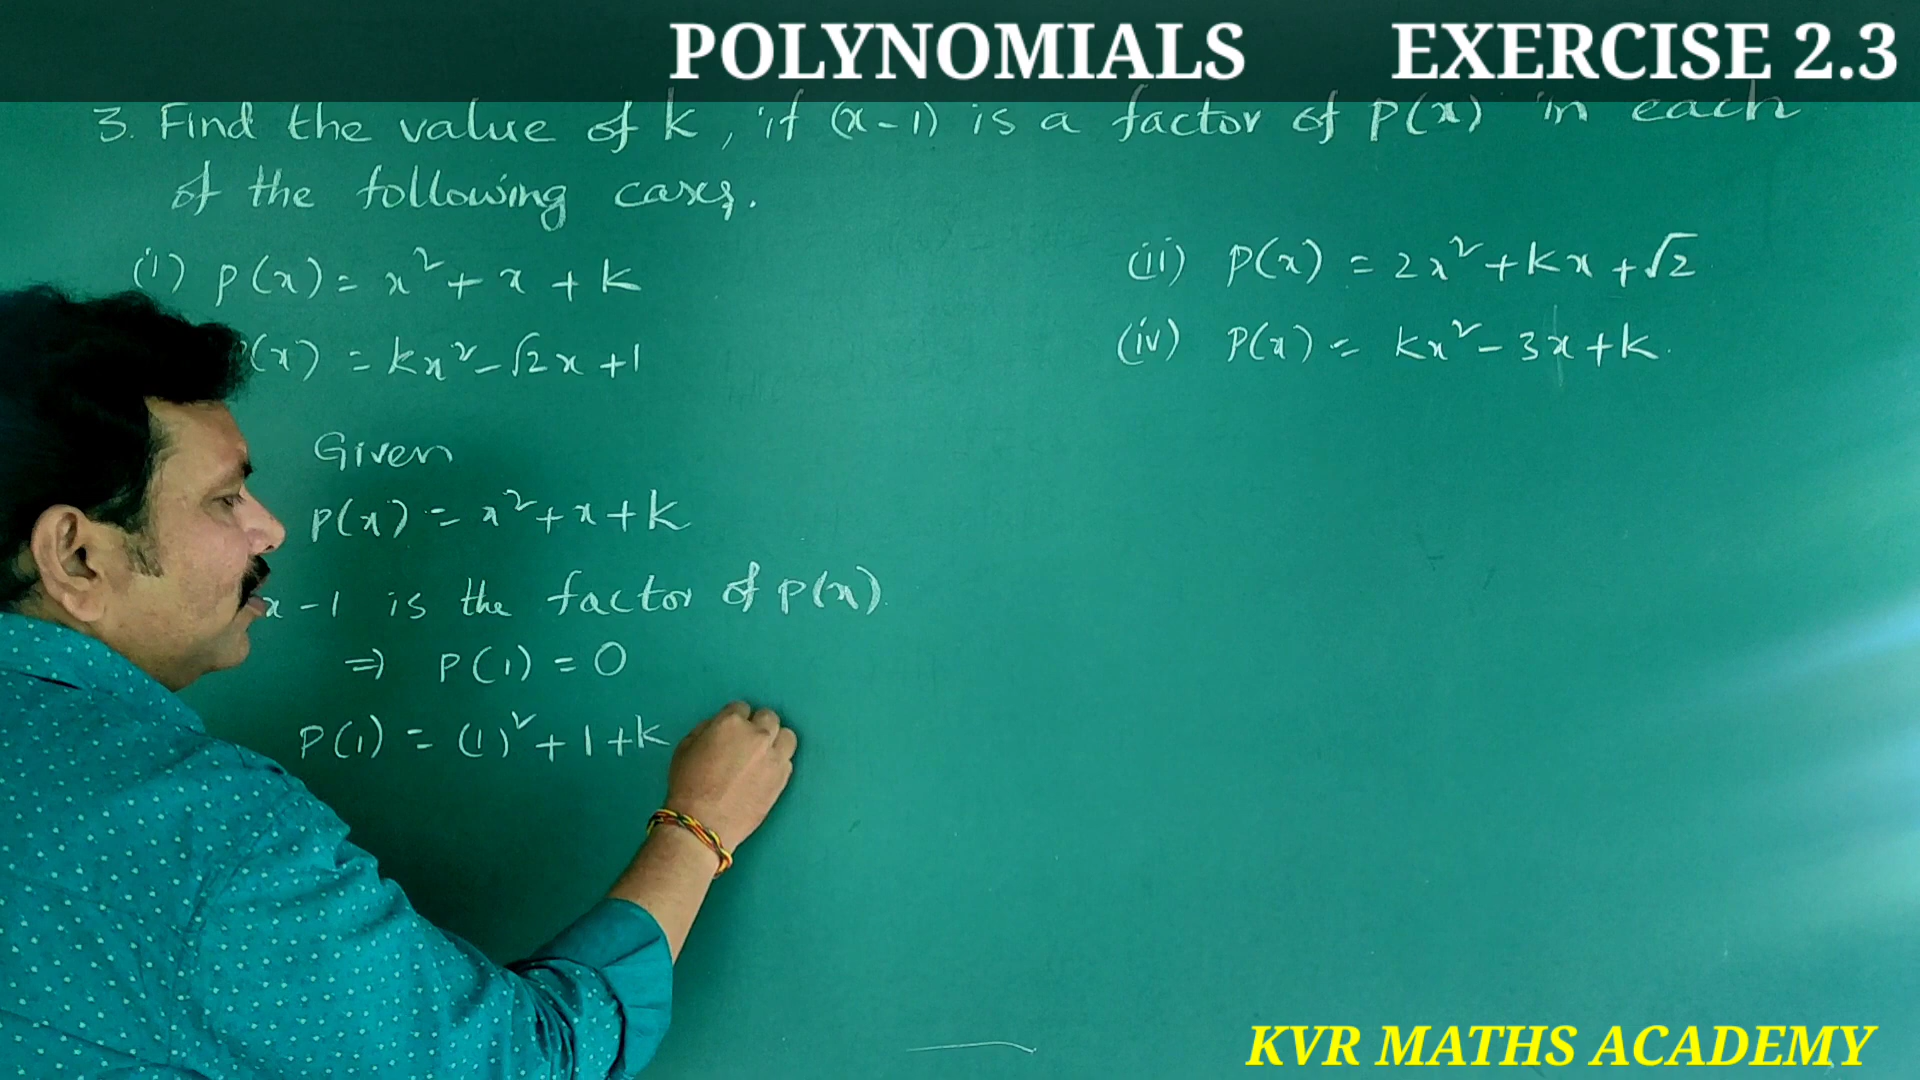 POLYNOMIALS EXERCISE 2.3
3. Find the value of k, if (x-1) is a factor of P(x) in each
of the following cases.
(i) p(x) = x² + x + k
(ii) P(x) = 2x² + kx + √2
(x) = kx² - √2x + 1
(iv) P(x) = kx² - 3x + k.
Given
p(x) = x² + x + k
x - 1 is the factor of p(x).
⇒ P(1) = 0
P(1) = (1)² + 1 + k
KVR MATHS ACADEMY